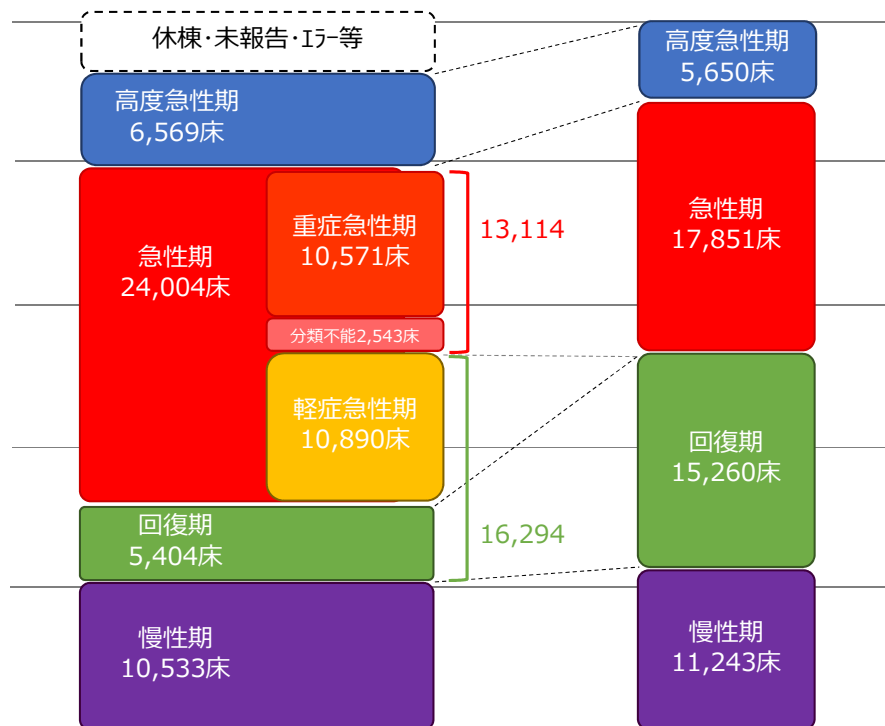 休棟･未報告･ｴﾗｰ等
高度急性期
6,569床
急性期
24,004床
重症急性期
10,571床
分類不能2,543床
軽症急性期
10,890床
回復期
5,404床
慢性期
10,533床
13,114
16,294
高度急性期
5,650床
急性期
17,851床
回復期
15,260床
慢性期
11,243床